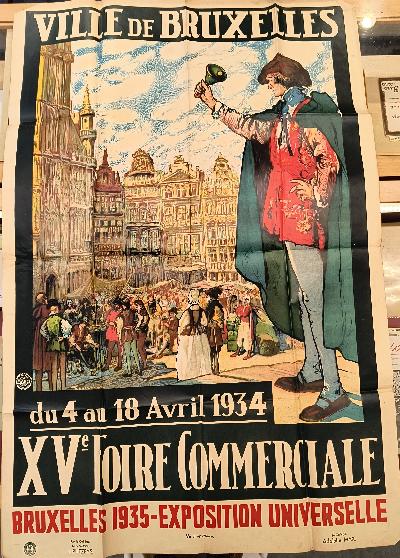 VILLE DE BRUXELLES
du 4 au 18 Avril 1934
XVe FOIRE COMMERCIALE
BRUXELLES 1935-EXPOSITION UNIVERSELLE